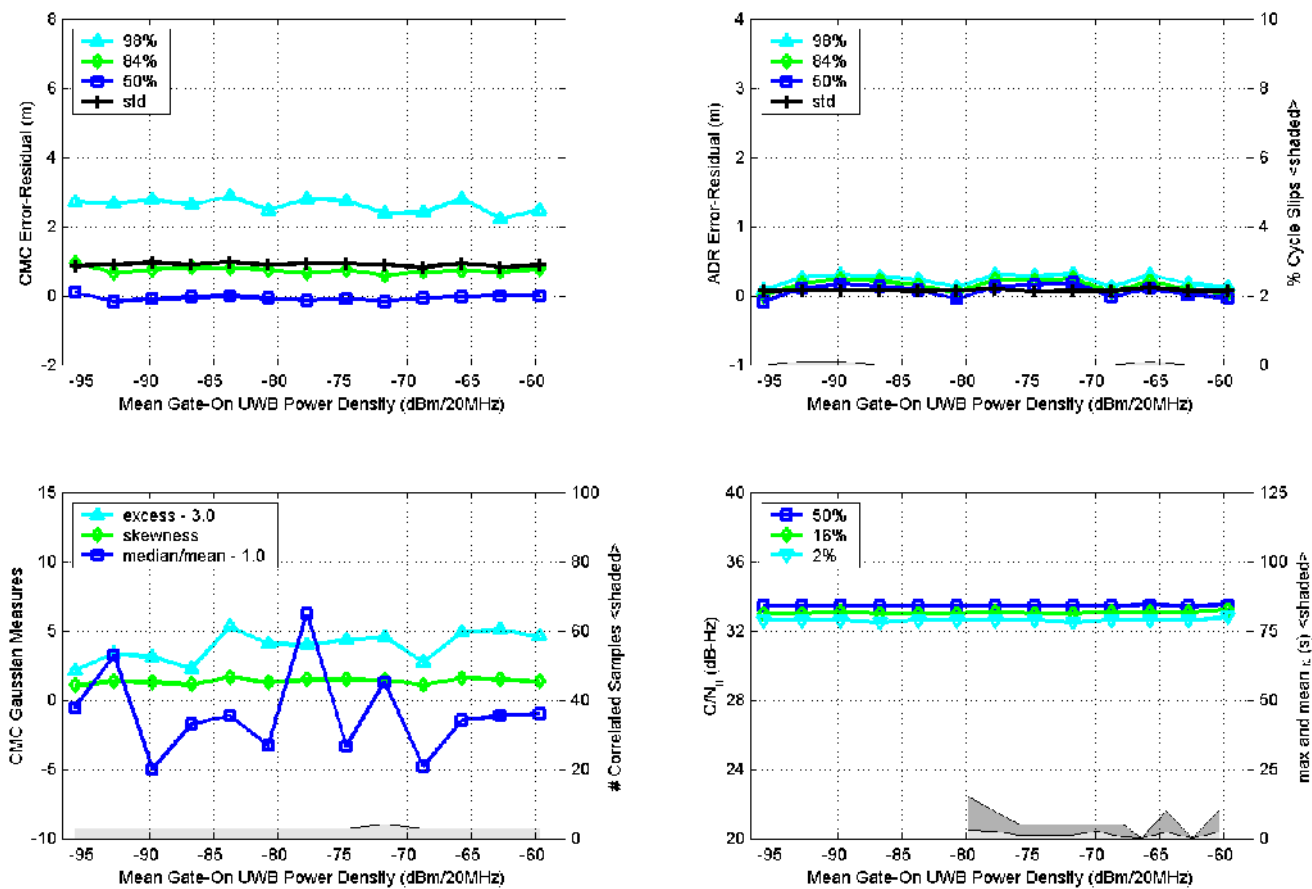 8
6
4
2
0
-2
CMC Error-Residual (m)
98%
84%
50%
std
-95 -90 -85 -80 -75 -70 -65 -60
Mean Gate-On UWB Power Density (dBm/20MHz)
4
3
2
1
0
-1
ADR Error-Residual (m)
98%
84%
50%
std
10
8
6
4
2
0
% Cycle Slips <shaded>
-95 -90 -85 -80 -75 -70 -65 -60
Mean Gate-On UWB Power Density (dBm/20MHz)
15
10
5
0
-5
-10
CMC Gaussian Measures
excess - 3.0
skewness
median/mean - 1.0
100
80
60
40
20
0
# Correlated Samples <shaded>
-95 -90 -85 -80 -75 -70 -65 -60
Mean Gate-On UWB Power Density (dBm/20MHz)
40
36
32
28
24
20
(dB-Hz)
50%
16%
2%
125
100
75
50
25
0
max and mean (s) <shaded>
-95 -90 -85 -80 -75 -70 -65 -60
Mean Gate-On UWB Power Density (dBm/20MHz)